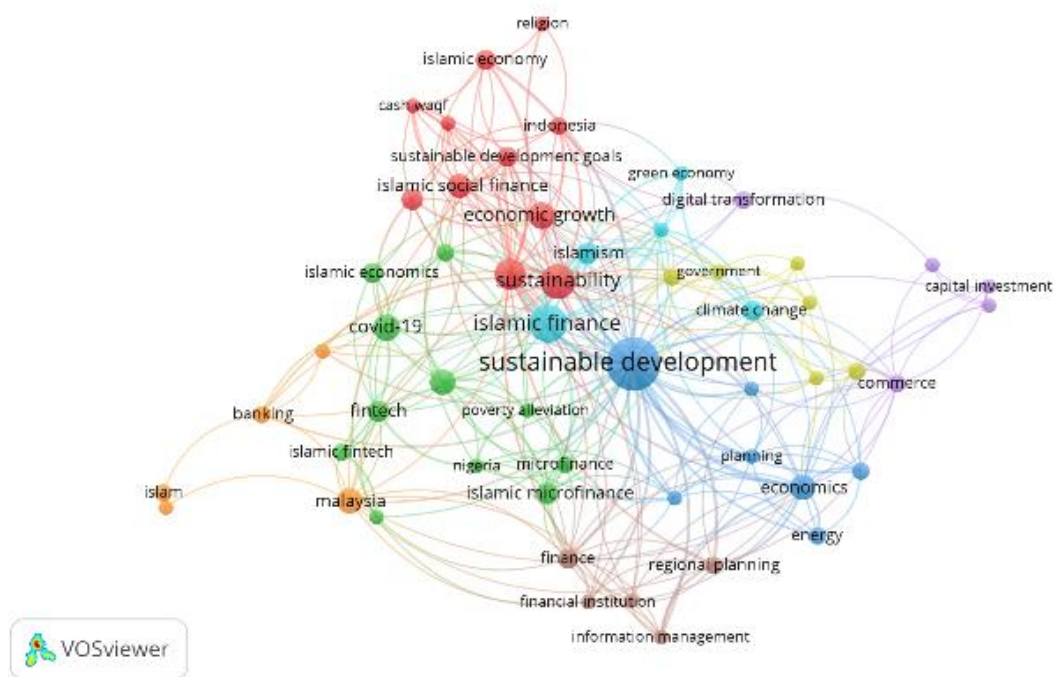 religion
islamic economy
cash waqf
indonesia
sustainable development goals
green economy
islamic social finance
digital transformation
economic growth
islamism
islamic economics
government
sustainability
capital investment
climate change
covid-19
islamic finance
sustainable development
commerce
banking
fintech
poverty alleviation
islamic fintech
nigeria
microfinance
planning
islam
malaysia
islamic microfinance
economics
energy
finance
regional planning
financial institution
information management
VOSviewer